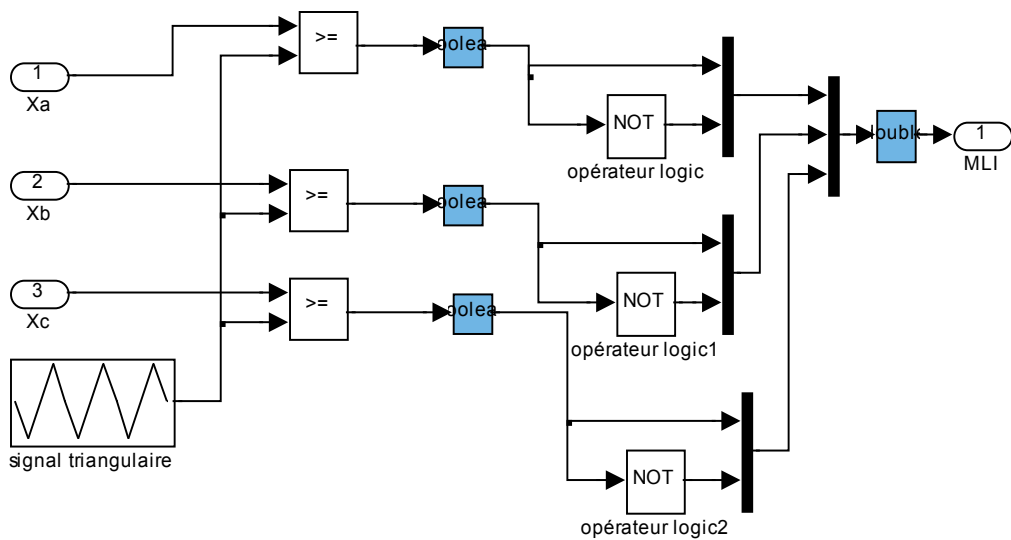 1
Xa
>=
oolea
NOT
opérateur logic
2
Xb
>=
oolea
NOT
opérateur logic1
3
Xc
>=
oolea
NOT
opérateur logic2
signal triangulaire
louble
1
MLI